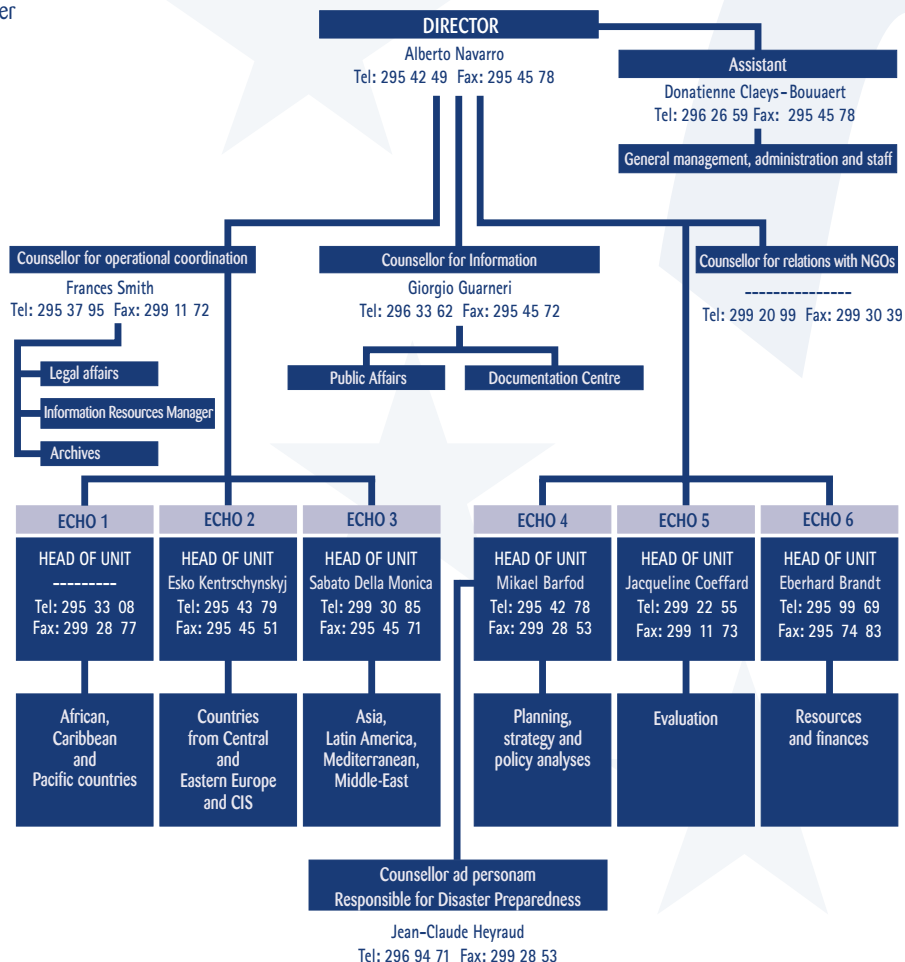 er
DIRECTOR
Alberto Navarro
Tel: 295 42 49 Fax: 295 45 78
Assistant
Donatienne Claeys-Bouuaert
Tel: 296 26 59 Fax: 295 45 78
General management, administration and staff
Counsellor for operational coordination
Frances Smith
Tel: 295 37 95 Fax: 299 11 72
Legal affairs
Information Resources Manager
Archives
Counsellor for Information
Giorgio Guarneri
Tel: 296 33 62 Fax: 295 45 72
Public Affairs
Documentation Centre
Counsellor for relations with NGOs
---------------
Tel: 299 20 99 Fax: 299 30 39
ECHO 1
HEAD OF UNIT
---------
Tel: 295 33 08
Fax: 299 28 77
African,
Caribbean
and
Pacific countries
ECHO 2
HEAD OF UNIT
Esko Kentrschynskyj
Tel: 295 43 79
Fax: 295 45 51
Countries
from Central
and
Eastern Europe
and CIS
ECHO 3
HEAD OF UNIT
Sabato Della Monica
Tel: 299 30 85
Fax: 295 45 71
Asia,
Latin America,
Mediterranean,
Middle-East
ECHO 4
HEAD OF UNIT
Mikael Barfod
Tel: 295 42 78
Fax: 299 28 53
Planning,
strategy and
policy analyses
ECHO 5
HEAD OF UNIT
Jacqueline Coeffard
Tel: 299 22 55
Fax: 299 11 73
Evaluation
ECHO 6
HEAD OF UNIT
Eberhard Brandt
Tel: 295 99 69
Fax: 295 74 83
Resources
and finances
Counsellor ad personam
Responsible for Disaster Preparedness
Jean-Claude Heyraud
Tel: 296 94 71 Fax: 299 28 53